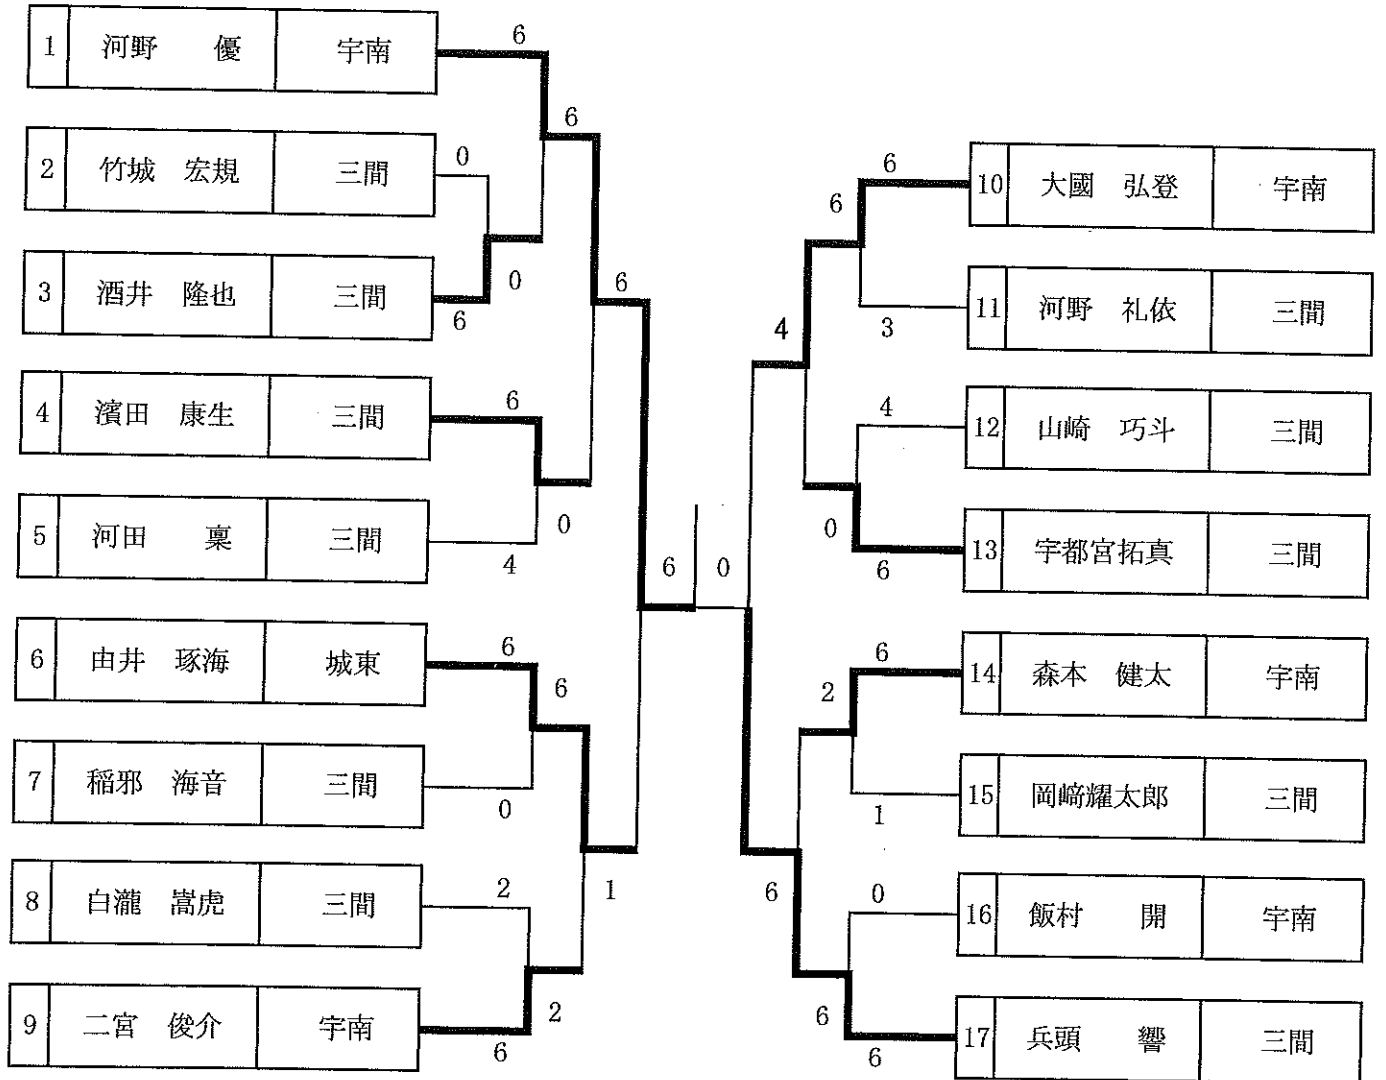 1 河野 優 宇南
6
6
2 竹城 宏規 三間
0
3 酒井 隆也 三間
6
0
6
4 濱田 康生 三間
6
5 河田 稟 三間
4
0
6 由井 琢海 城東
6
6
7 稲邪 海音 三間
0
8 白瀧 嵩虎 三間
2
1
9 二宮 俊介 宇南
6
2
6 0
10 大國 弘登 宇南
6
6
11 河野 礼依 三間
3
4
12 山崎 巧斗 三間
4
13 宇都宮拓真 三間
6
0
14 森本 健太 宇南
6
2
15 岡﨑耀太郎 三間
1
16 飯村 開 宇南
0
6
17 兵頭 響 三間
6
6